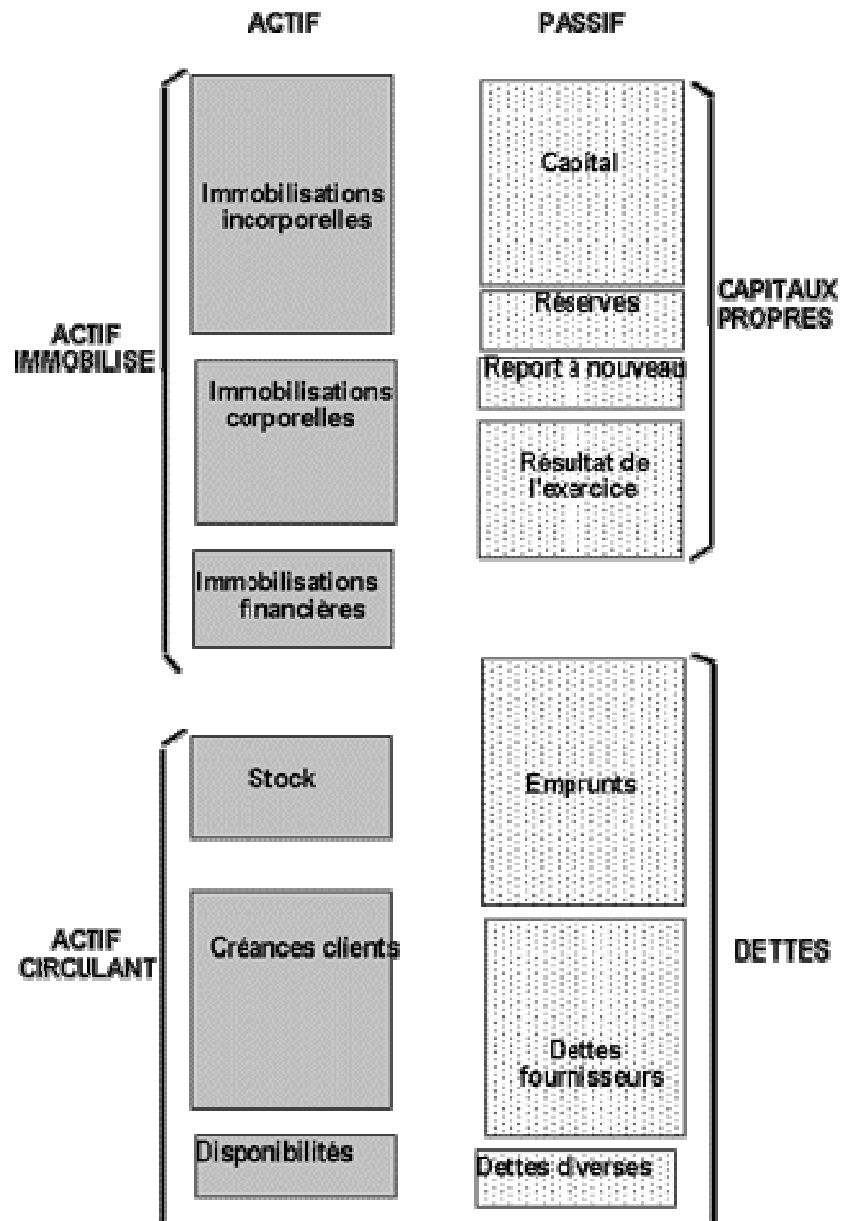 ACTIF
PASSIF
Immobilisations
incorporelles
Immobilisations
corporelles
Immobilisations
financières
ACTIF
IMMOBILISE
Capital
Réserves
Report à nouveau
Résultat de
l'exercice
CAPITAUX
PROPRES
Stock
Créances clients
Disponibilités
ACTIF
CIRCULANT
Emprunts
Dettes
fournisseurs
Dettes diverses
DETTES